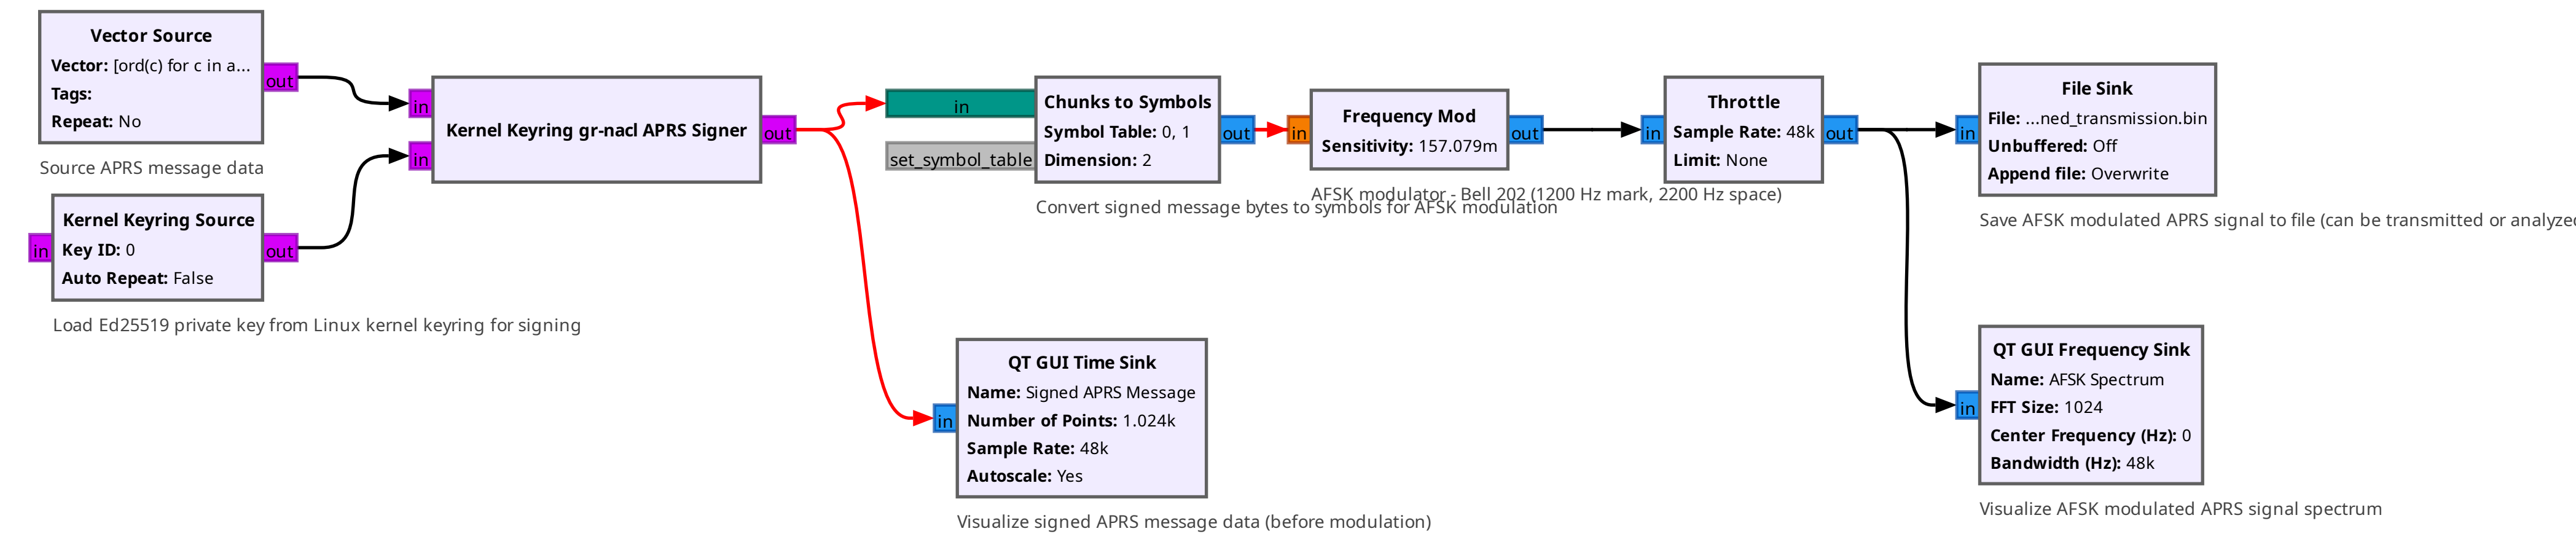 Vector Source
Vector: [ord(c) for c in a...
Tags:
Repeat: No
out
Source APRS message data
Kernel Keyring Source
Key ID: 0
Auto Repeat: False
in
out
Load Ed25519 private key from Linux kernel keyring for signing
in
in
Kernel Keyring gr-nacl APRS Signer
out
in
set_symbol_table
Chunks to Symbols
Symbol Table: 0, 1
Dimension: 2
out
Convert signed message bytes to symbols for AFSK modulation
in
Frequency Mod
Sensitivity: 157.079m
out
AFSK modulator - Bell 202 (1200 Hz mark, 2200 Hz space)
in
Throttle
Sample Rate: 48k
Limit: None
out
in
File Sink
File: ...ned_transmission.bin
Unbuffered: Off
Append file: Overwrite
Save AFSK modulated APRS signal to file (can be transmitted or analyzed
in
QT GUI Time Sink
Name: Signed APRS Message
Number of Points: 1.024k
Sample Rate: 48k
Autoscale: Yes
Visualize signed APRS message data (before modulation)
in
QT GUI Frequency Sink
Name: AFSK Spectrum
FFT Size: 1024
Center Frequency (Hz): 0
Bandwidth (Hz): 48k
Visualize AFSK modulated APRS signal spectrum